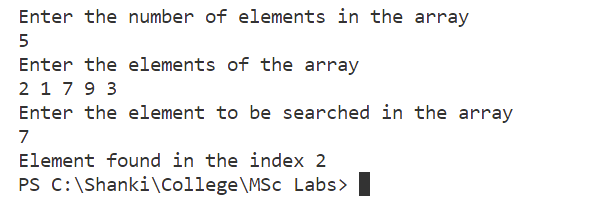 Enter the number of elements in the array
5
Enter the elements of the array
2 1 7 9 3
Enter the element to be searched in the array
7
Element found in the index 2
PS C:\Shanki\College\MSc Labs>